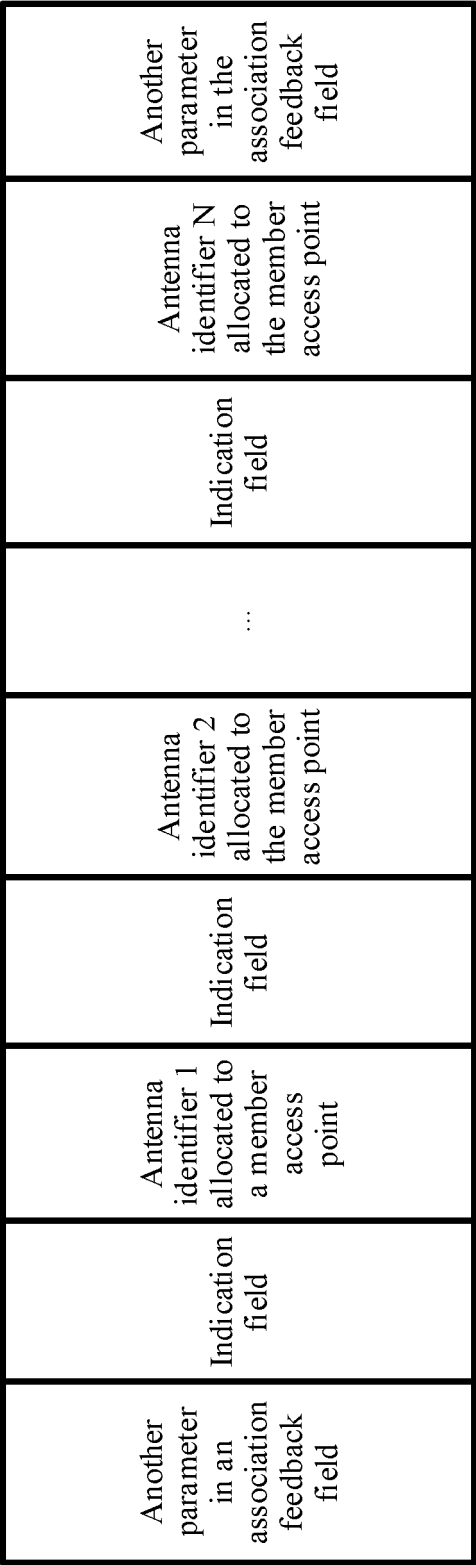 Another
parameter
in an
association
feedback
field
Indication
field
Antenna
identifier 1
allocated to
a member
access
point
Indication
field
Antenna
identifier 2
allocated to
the member
access point
...
Indication
field
Antenna
identifier N
allocated to
the member
access point
Another
parameter
in the
association
feedback
field